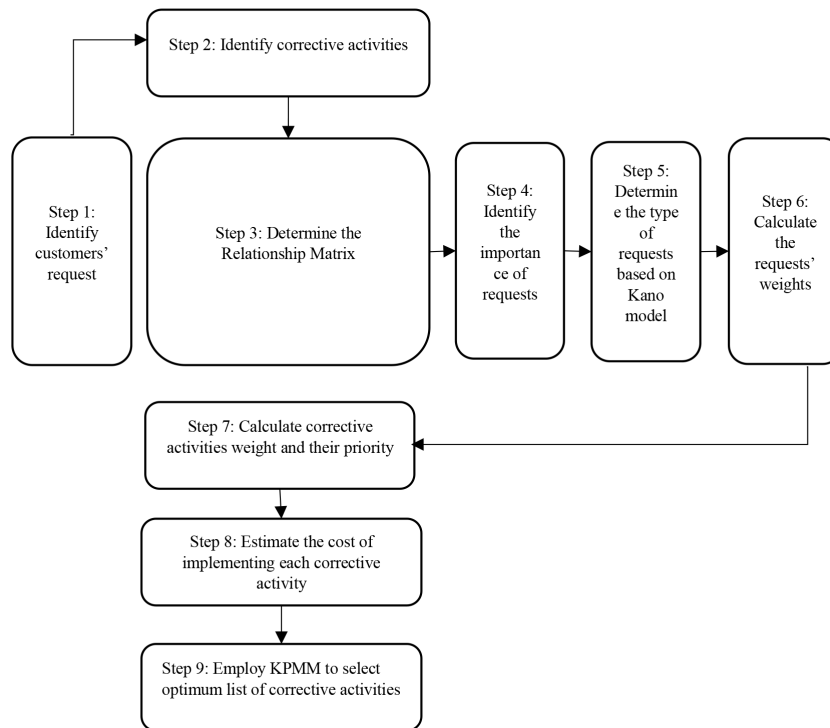 Step 2: Identify corrective activities
Step 1:
Identify
customers'
request
Step 3: Determine the
Relationship Matrix
Step 4:
Identify
the
importan
ce of
requests
Step 5:
Determin
e the type
of
requests
based on
Kano
model
Step 6:
Calculate
the
requests'
weights
Step 7: Calculate corrective
activities weight and their priority
Step 8: Estimate the cost of
implementing each corrective
activity
Step 9: Employ KPMM to select
optimum list of corrective activities